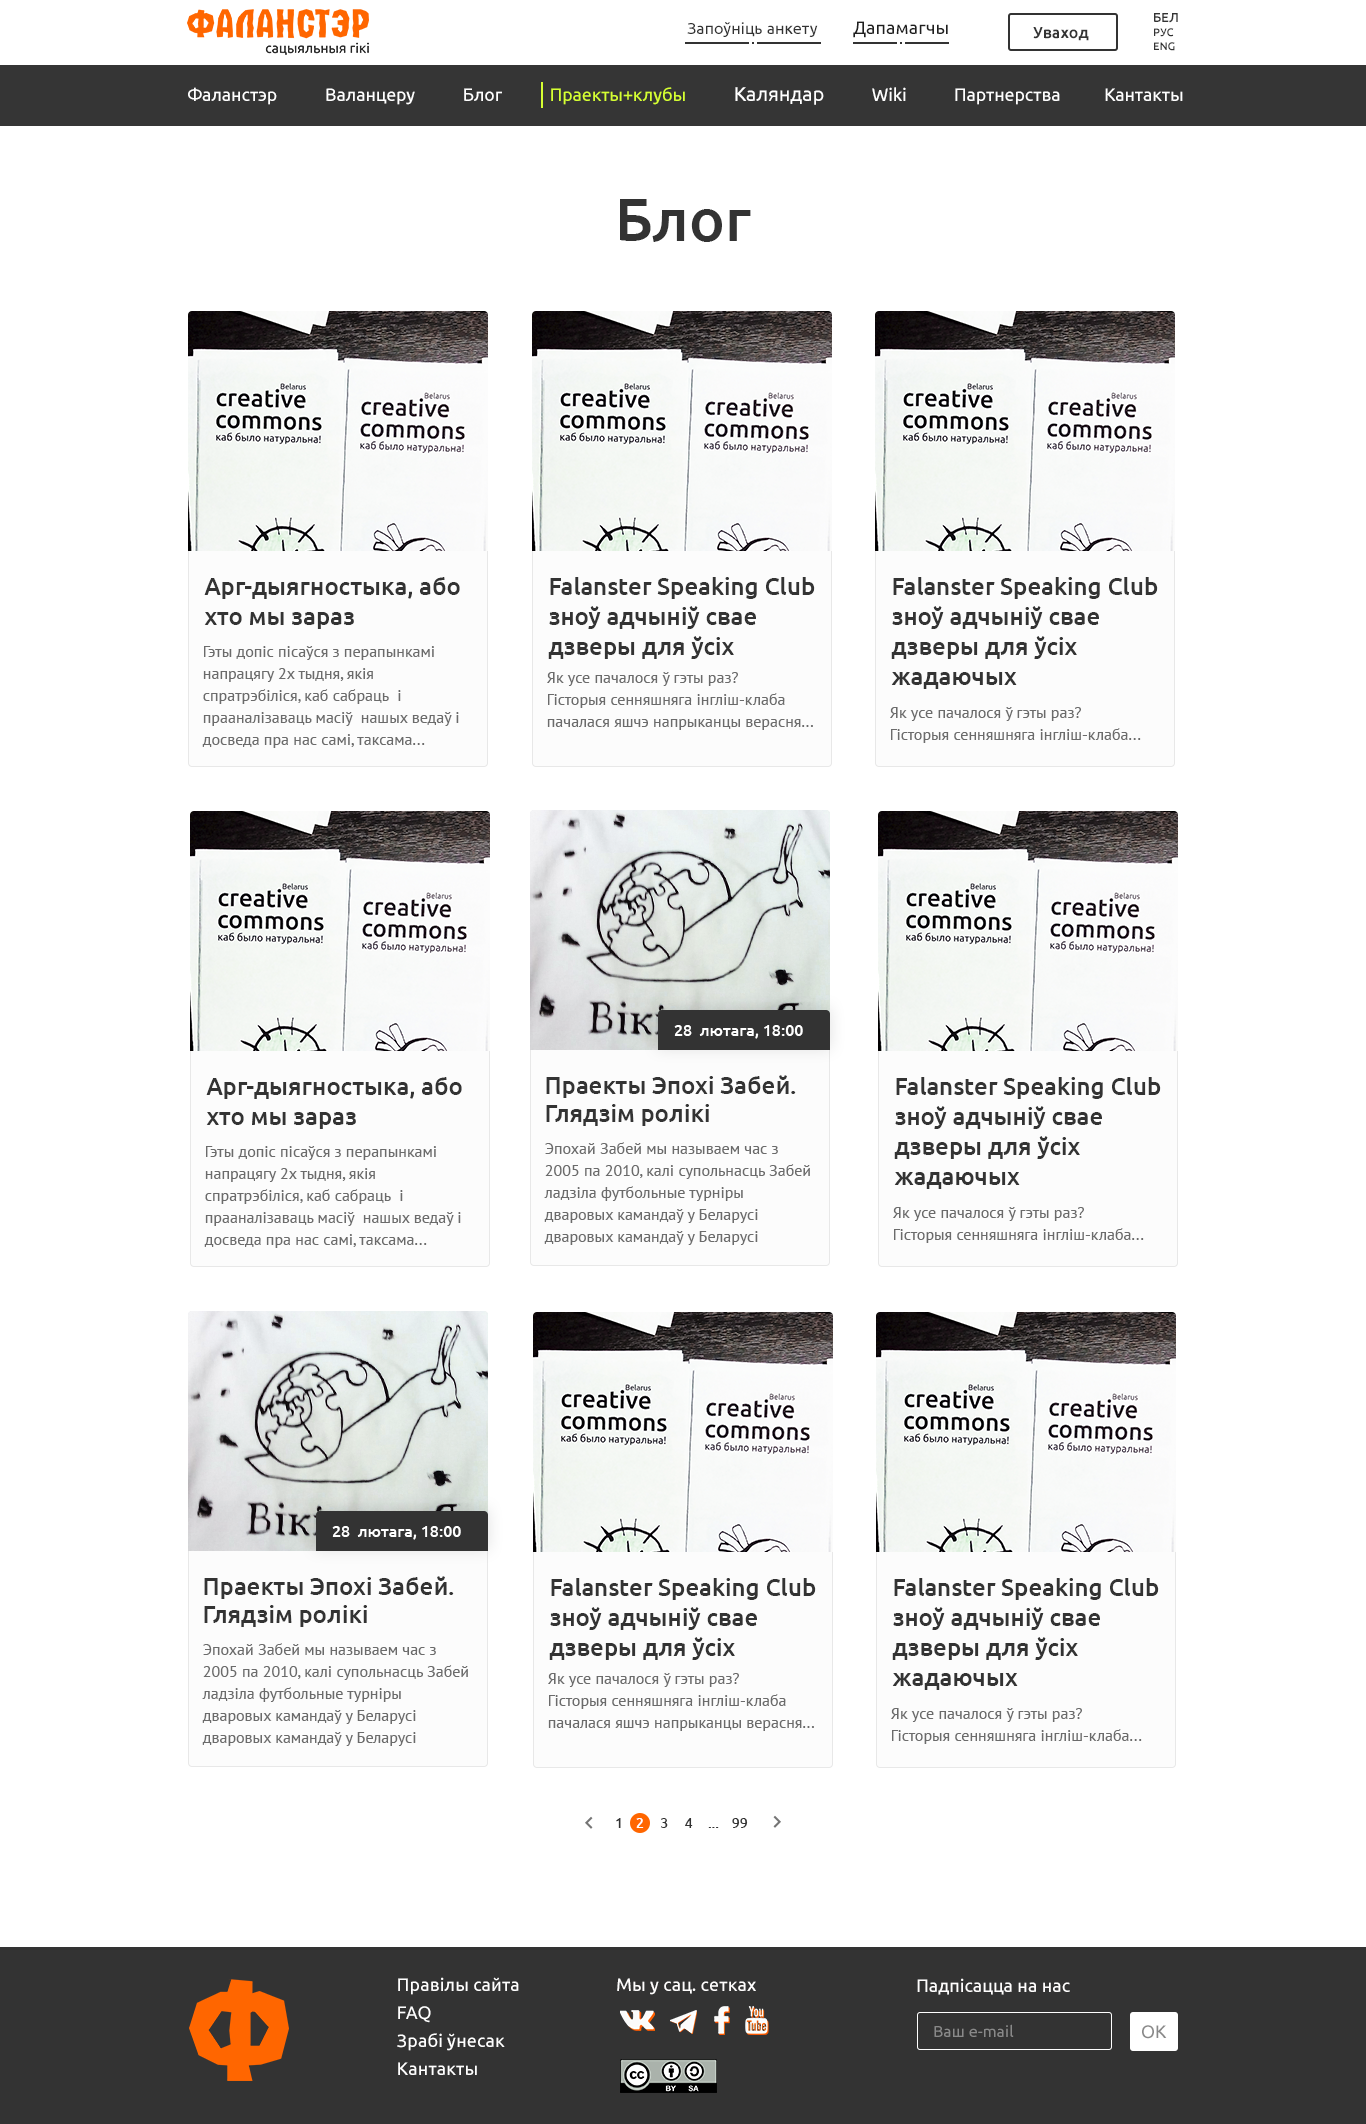 ФАЛАНСТЭР
сацыяльныя гікі
Запоўніць анкету
Дапамагчы
Уваход
БЕЛ
РУС
ENG
Фаланстэр
Валанцеру
Блог
Праекты+клубы
Каляндар
Wiki
Партнерства
Кантакты
Блог
Belarus
creative
commons
каб было натуральна!
Belarus
creative
commons
каб было натуральна!
Арг-дыягностыка, або
хто мы зараз
Гэты допіс пісаўся з перапынкамі
напрацягу 2х тыдня, якія
спратрэбіліся, каб сабраць і
прааналізаваць масіў нашых ведаў і
досведа пра нас самі, таксама...
Belarus
creative
commons
каб было натуральна!
Belarus
creative
commons
каб было натуральна!
Falanster Speaking Club
зноў адчыніў свае
дзверы для ўсіх
Як усе пачалося ў гэты раз?
Гісторыя сенняшняга інгліш-клаба
пачалася яшчэ напрыканцы верасня...
Belarus
creative
commons
каб было натуральна!
Belarus
creative
commons
каб было натуральна!
Falanster Speaking Club
зноў адчыніў свае
дзверы для ўсіх
жадаючых
Як усе пачалося ў гэты раз?
Гісторыя сенняшняга інгліш-клаба...
Belarus
creative
commons
каб было натуральна!
Belarus
creative
commons
каб было натуральна!
Арг-дыягностыка, або
хто мы зараз
Гэты допіс пісаўся з перапынкамі
напрацягу 2х тыдня, якія
спратрэбіліся, каб сабраць і
прааналізаваць масіў нашых ведаў і
досведа пра нас самі, таксама...
28 лютага, 18:00
Праекты Эпохі Забей.
Глядзім ролікі
Эпохай Забей мы называем час з
2005 па 2010, калі супольнасць Забей
ладзіла футбольные турніры
дваровых камандаў у Беларусі
дваровых камандаў у Беларусі
Belarus
creative
commons
каб было натуральна!
Belarus
creative
commons
каб было натуральна!
Falanster Speaking Club
зноў адчыніў свае
дзверы для ўсіх
жадаючых
Як усе пачалося ў гэты раз?
Гісторыя сенняшняга інгліш-клаба...
28 лютага, 18:00
Праекты Эпохі Забей.
Глядзім ролікі
Эпохай Забей мы называем час з
2005 па 2010, калі супольнасць Забей
ладзіла футбольные турніры
дваровых камандаў у Беларусі
дваровых камандаў у Беларусі
Belarus
creative
commons
каб было натуральна!
Belarus
creative
commons
каб было натуральна!
Falanster Speaking Club
зноў адчыніў свае
дзверы для ўсіх
Як усе пачалося ў гэты раз?
Гісторыя сенняшняга інгліш-клаба
пачалася яшчэ напрыканцы верасня...
Belarus
creative
commons
каб было натуральна!
Belarus
creative
commons
каб было натуральна!
Falanster Speaking Club
зноў адчыніў свае
дзверы для ўсіх
жадаючых
Як усе пачалося ў гэты раз?
Гісторыя сенняшняга інгліш-клаба...
1 2 3 4 ... 99
Правілы сайта
FAQ
Зрабі ўнесак
Кантакты
Мы у сац. сетках
You
Tube
cc
BY SA
Падпісацца на нас
Ваш e-mail
OK